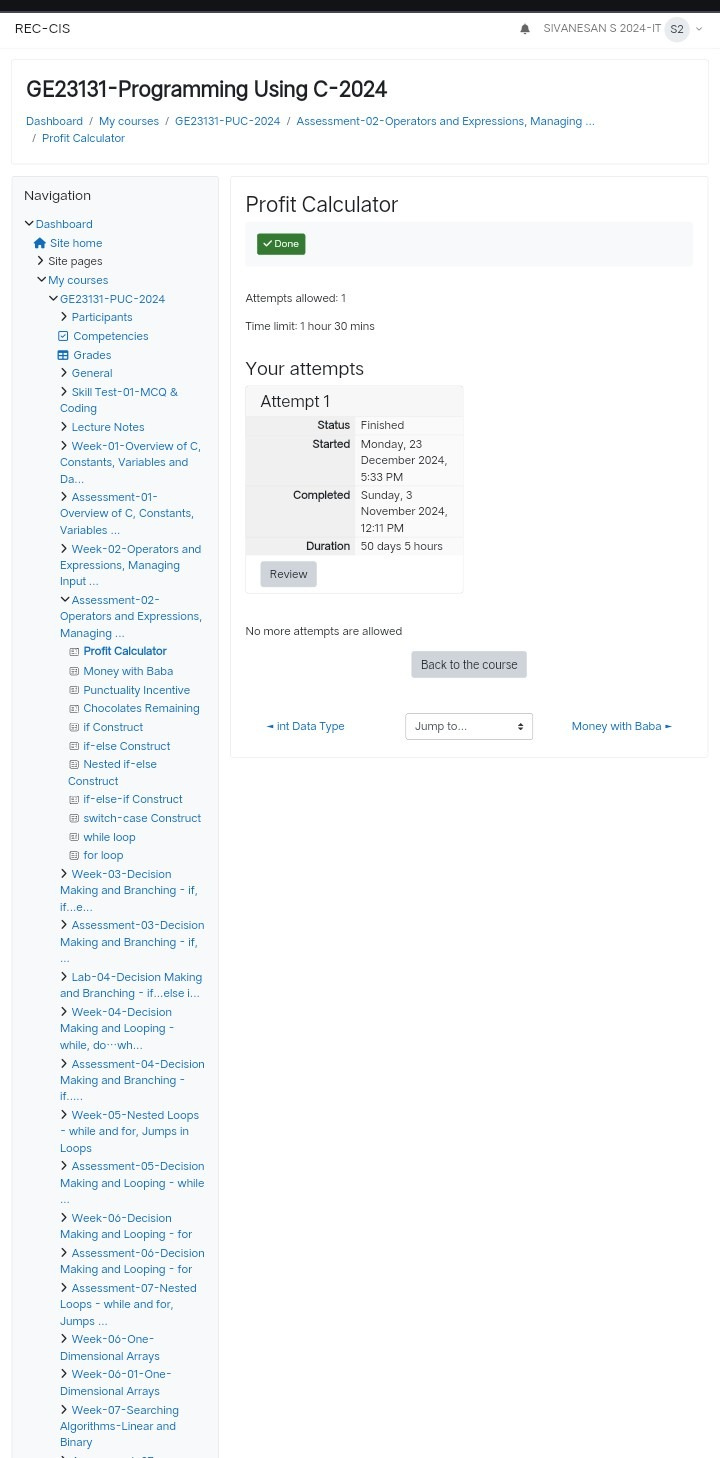 REC-CIS
SIVANESAN S 2024-IT S2
GE23131-Programming Using C-2024
Dashboard / My courses / GE23131-PUC-2024 / Assessment-02-Operators and Expressions, Managing ...
/ Profit Calculator
Navigation
Dashboard
Site home
Site pages
My courses
GE23131-PUC-2024
Participants
Competencies
Grades
General
Skill Test-01-MCQ &
Coding
Lecture Notes
Week-01-Overview of C,
Constants, Variables and
Da...
Assessment-01-
Overview of C, Constants,
Variables ...
Week-02-Operators and
Expressions, Managing
Input ...
Assessment-02-
Operators and Expressions,
Managing ...
Profit Calculator
Money with Baba
Punctuality Incentive
Chocolates Remaining
if Construct
if-else Construct
Nested if-else
Construct
if-else-if Construct
switch-case Construct
while loop
for loop
Week-03-Decision
Making and Branching - if,
if...e...
Assessment-03-Decision
Making and Branching - if,
...
Lab-04-Decision Making
and Branching - if...else i...
Week-04-Decision
Making and Looping -
while, do···wh...
Assessment-04-Decision
Making and Branching -
if.....
Week-05-Nested Loops
- while and for, Jumps in
Loops
Assessment-05-Decision
Making and Looping - while
...
Week-06-Decision
Making and Looping - for
Assessment-06-Decision
Making and Looping - for
Assessment-07-Nested
Loops - while and for,
Jumps ...
Week-06-One-
Dimensional Arrays
Week-06-01-One-
Dimensional Arrays
Week-07-Searching
Algorithms-Linear and
Binary
Profit Calculator
Done
Attempts allowed: 1
Time limit: 1 hour 30 mins
Your attempts
Attempt 1
Status Finished
Started Monday, 23
December 2024,
5:33 PM
Completed Sunday, 3
November 2024,
12:11 PM
Duration 50 days 5 hours
Review
No more attempts are allowed
Back to the course
◄ int Data Type
Jump to...
Money with Baba ►